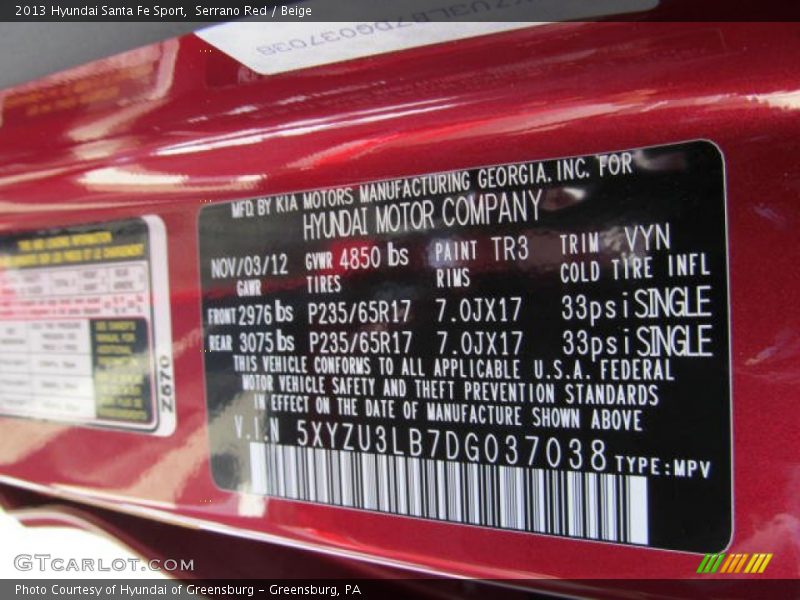 2013 Hyundai Santa Fe Sport, Serrano Red / Beige
MFD. BY KIA MOTORS MANUFACTURING GEORGIA. INC. FOR
HYUNDAI MOTOR COMPANY
NOV/03/12 GVWR 4850 lbs PAINT TR3 TRIM VYN
GAWR TIRES RIMS COLD TIRE INFL
FRONT 2976 lbs P235/65R17 7.0JX17 33psi SINGLE
REAR 3075 lbs P235/65R17 7.0JX17 33psi SINGLE
THIS VEHICLE CONFORMS TO ALL APPLICABLE U.S.A. FEDERAL
MOTOR VEHICLE SAFETY AND THEFT PREVENTION STANDARDS
IN EFFECT ON THE DATE OF MANUFACTURE SHOWN ABOVE
V.I.N 5XYZU3LB7DG037038 TYPE:MPV
Z670
GTCARLOT.COM
Photo Courtesy of Hyundai of Greensburg - Greensburg, PA